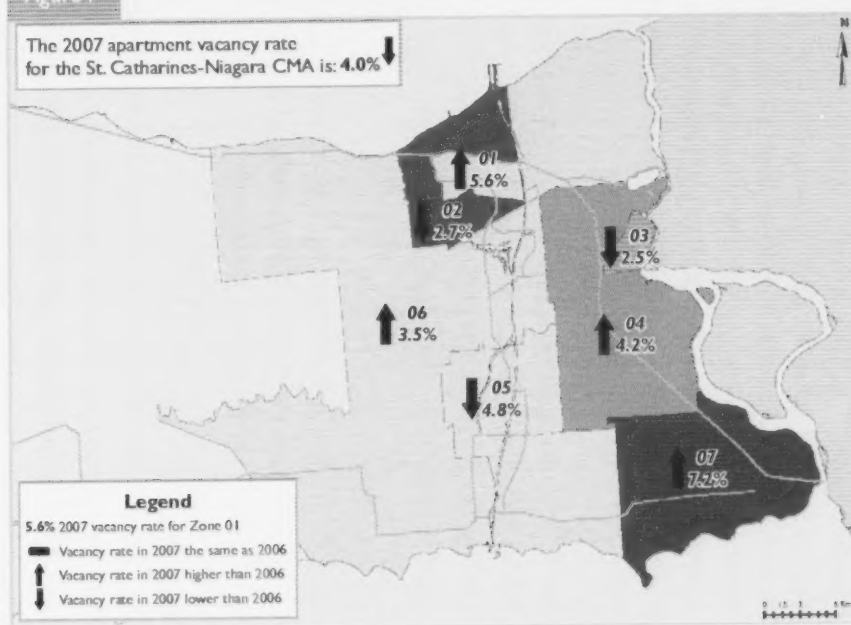 The 2007 apartment vacancy rate
for the St. Catharines-Niagara CMA is: 4.0%
N
01
5.6%
02
2.7%
03
2.5%
06
3.5%
04
4.2%
05
4.8%
07
7.2%
Legend
5.6% 2007 vacancy rate for Zone 01
Vacancy rate in 2007 the same as 2006
Vacancy rate in 2007 higher than 2006
Vacancy rate in 2007 lower than 2006